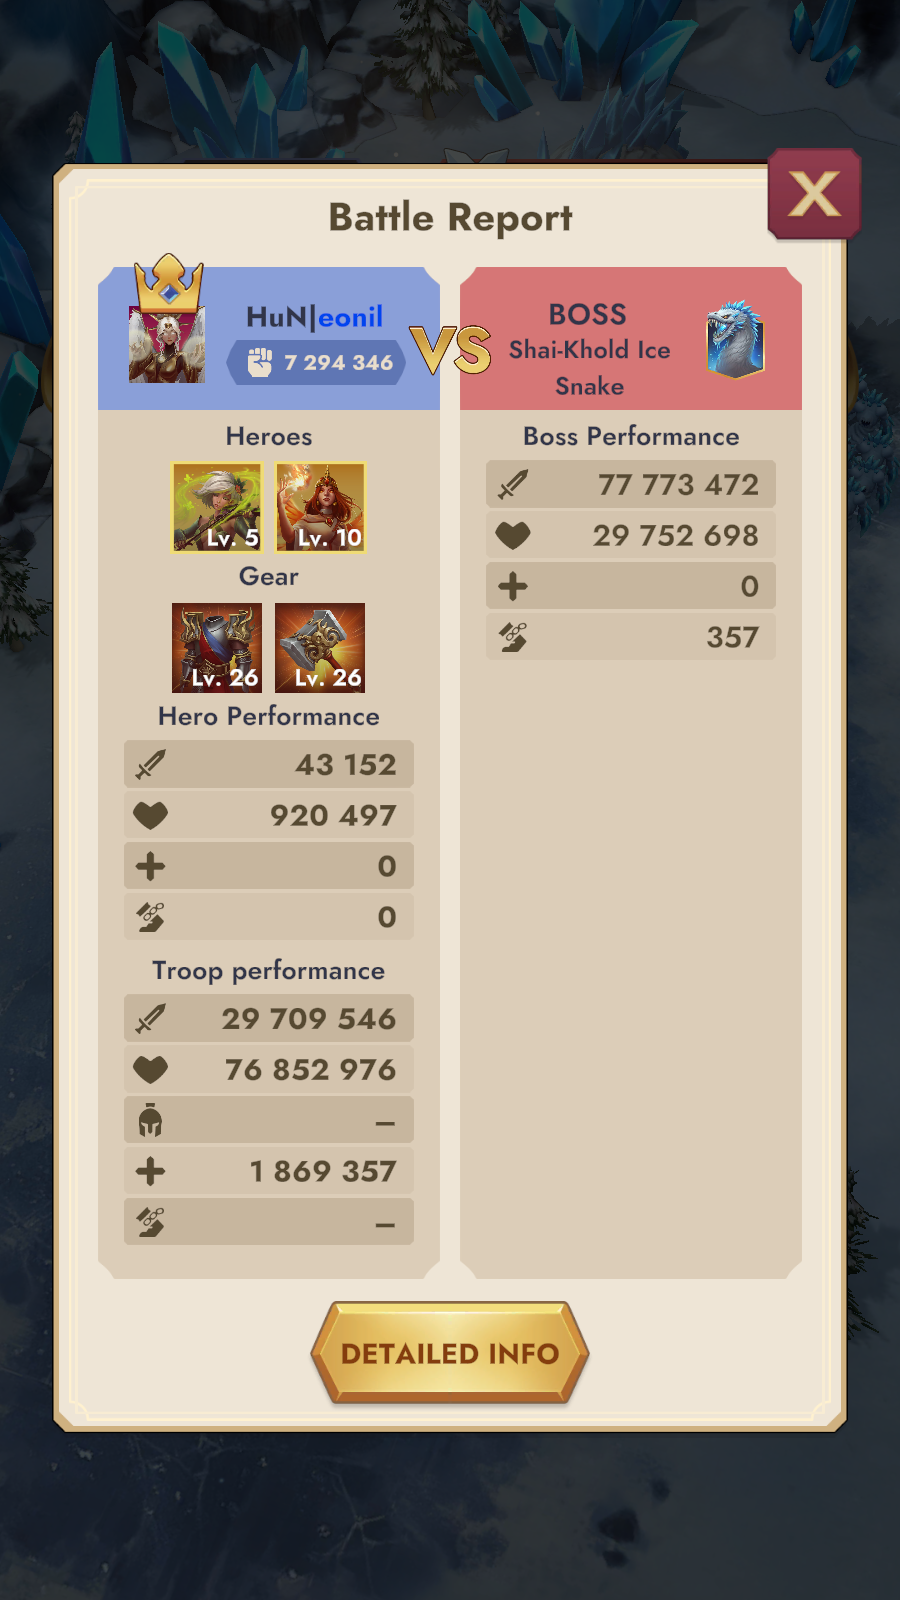 X
Battle Report
HuN|eonil
7 294 346
VS
BOSS
Shai-Khold Ice
Snake
Heroes
Lv. 5
Lv. 10
Gear
Lv. 26
Lv. 26
Hero Performance
43 152
920 497
0
0
Troop performance
29 709 546
76 852 976
–
1 869 357
–
Boss Performance
77 773 472
29 752 698
0
357
DETAILED INFO